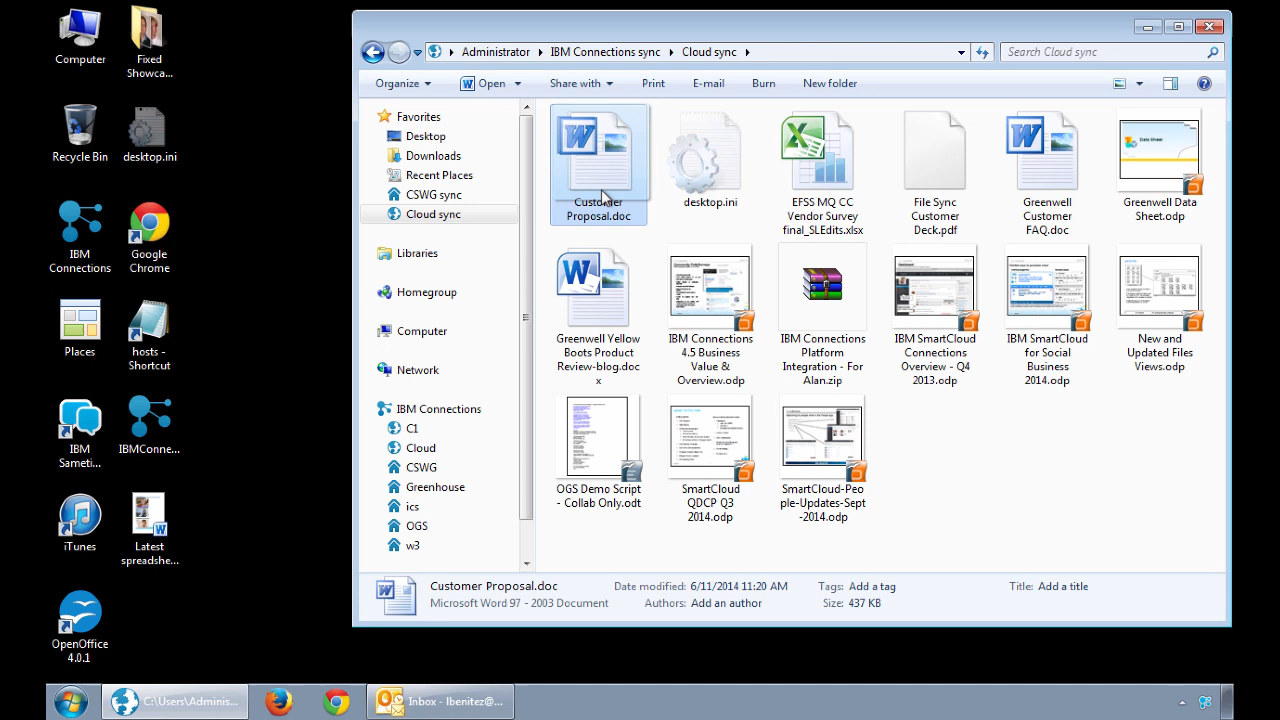 Computer
Fixed
Showca...
Recycle Bin
desktop.ini
IBM
Connections
Google
Chrome
Places
hosts -
Shortcut
IBM
Sameti...
IBMConne...
iTunes
Latest
spreadshe...
OpenOffice
4.0.1
Administrator
IBM Connections sync
Cloud sync
Search Cloud sync
Organize
Open
Share with
Print
E-mail
Burn
New folder
Favorites
Desktop
Downloads
Recent Places
CSWG sync
Cloud sync
Libraries
Homegroup
Computer
Network
IBM Connections
C1
Cloud
CSWG
Greenhouse
ics
OGS
w3
Customer
Proposal.doc
desktop.ini
EFSS MQ CC
Vendor Survey
final_SLEdits.xlsx
File Sync
Customer
Deck.pdf
Greenwell
Customer
FAQ.doc
Data Sheet
Greenwell Data
Sheet.odp
Greenwell Yellow
Boots Product
Review-blog.doc
x
IBM Connections
4.5 Business
Value &
Overview.odp
IBM Connections
Platform
Integration - For
Alan.zip
IBM SmartCloud
Connections
Overview - Q4
2013.odp
IBM SmartCloud
for Social
Business
2014.odp
New and
Updated Files
Views.odp
OGS Demo Script
- Collab Only.odt
SmartCloud
QDCP Q3
2014.odp
SmartCloud-Peo
ple-Updates-Sept
-2014.odp
Customer Proposal.doc
Date modified: 6/11/2014 11:20 AM
Tags: Add a tag
Title: Add a title
Microsoft Word 97 - 2003 Document
Authors: Add an author
Size: 437 KB
C:\Users\Adminis...
Inbox - lbenitez@...